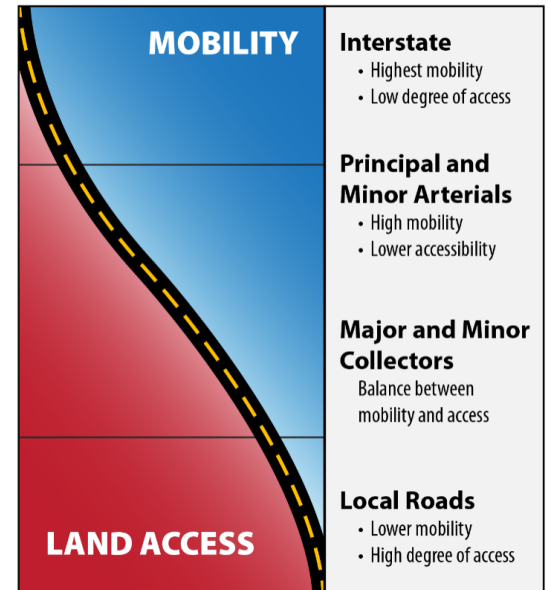 MOBILITY
LAND ACCESS
Interstate
• Highest mobility
• Low degree of access
Principal and
Minor Arterials
• High mobility
• Lower accessibility
Major and Minor
Collectors
Balance between
mobility and access
Local Roads
• Lower mobility
• High degree of access